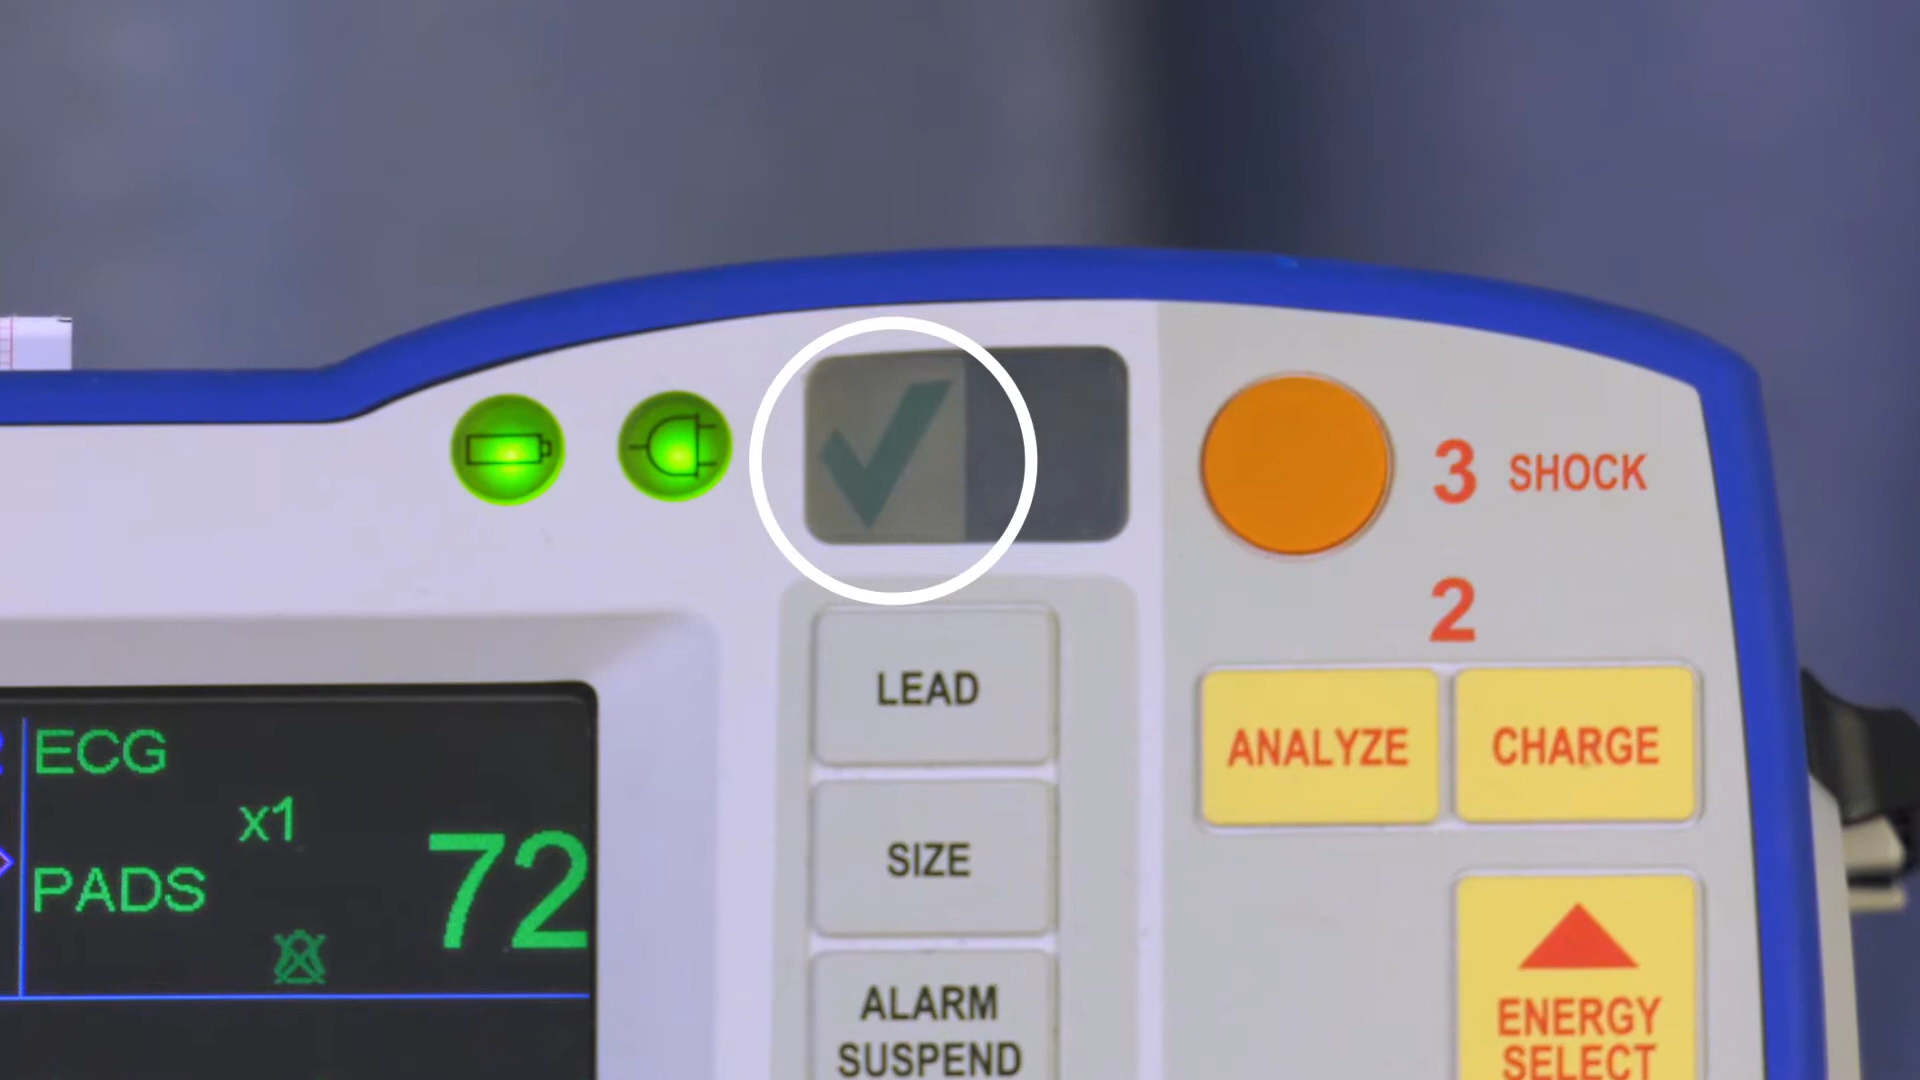 3 SHOCK
2
LEAD
ANALYZE
CHARGE
ECG
x1
SIZE
PADS
72
ALARM
SUSPEND
ENERGY
SELECT